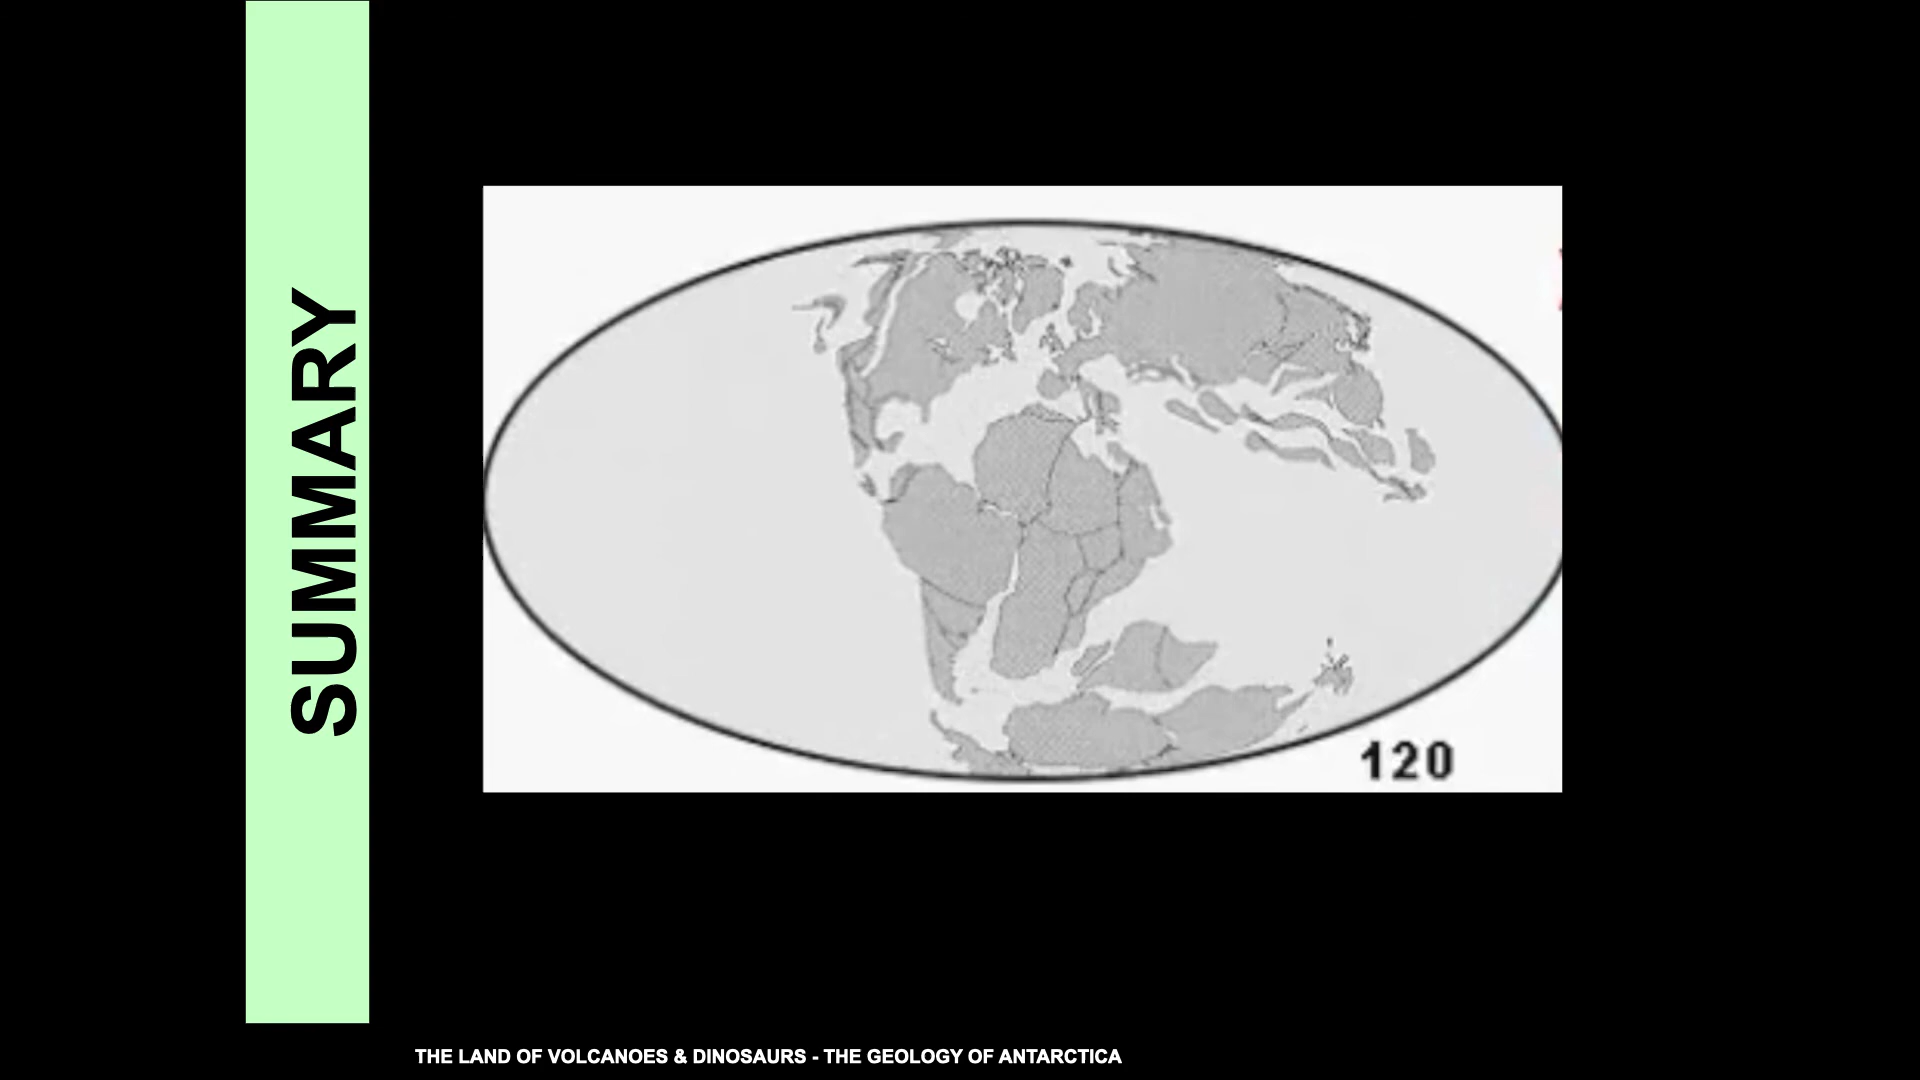 SUMMARY
120
THE LAND OF VOLCANOES & DINOSAURS - THE GEOLOGY OF ANTARCTICA